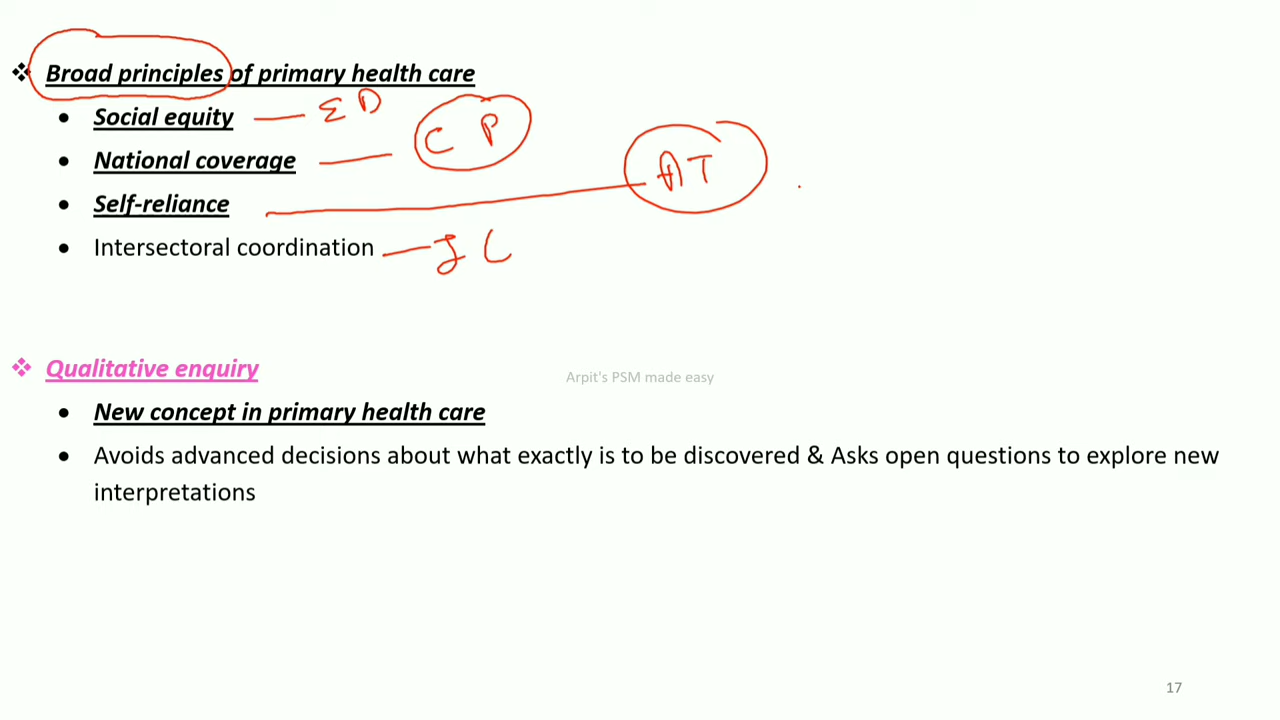 ❖ Broad principles of primary health care
• Social equity — ED
• National coverage — CP
• Self-reliance — AT
• Intersectoral coordination — IC
❖ Qualitative enquiry
Arpit's PSM made easy
• New concept in primary health care
• Avoids advanced decisions about what exactly is to be discovered & Asks open questions to explore new
interpretations
17